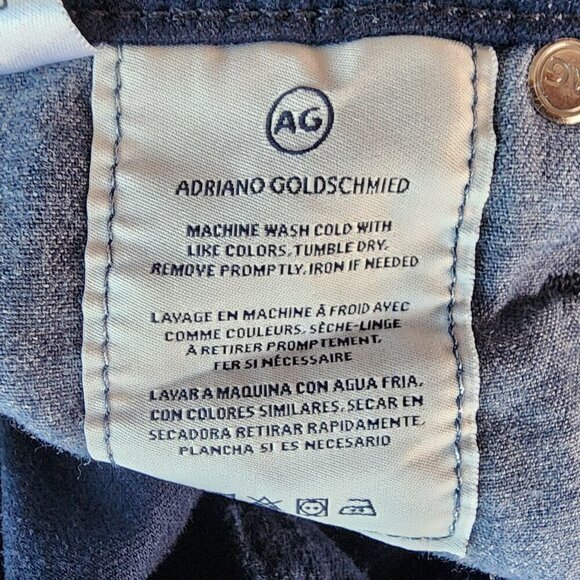 AG
ADRIANO GOLDSCHMIED
MACHINE WASH COLD WITH
LIKE COLORS, TUMBLE DRY,
REMOVE PROMPTLY, IRON IF NEEDED
LAVAGE EN MACHINE À FROID AVEC
COMME COULEURS, SÈCHE-LINGE
À RETIRER PROMPTEMENT,
FER SI NÉCESSAIRE
LAVAR A MAQUINA CON AGUA FRIA,
CON COLORES SIMILARES, SECAR EN
SECADORA RETIRAR RAPIDAMENTE,
PLANCHA SI ES NECESARIO
AG